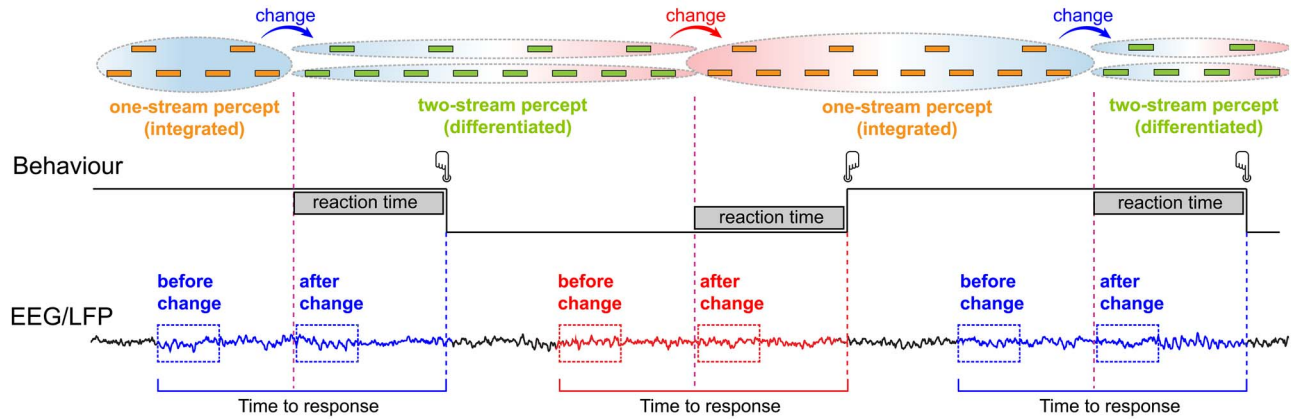 change
change
change
one-stream percept
(integrated)
two-stream percept
(differentiated)
one-stream percept
(integrated)
two-stream percept
(differentiated)
Behaviour
reaction time
reaction time
reaction time
before
change
after
change
before
change
after
change
before
change
after
change
EEG/LFP
Time to response
Time to response
Time to response